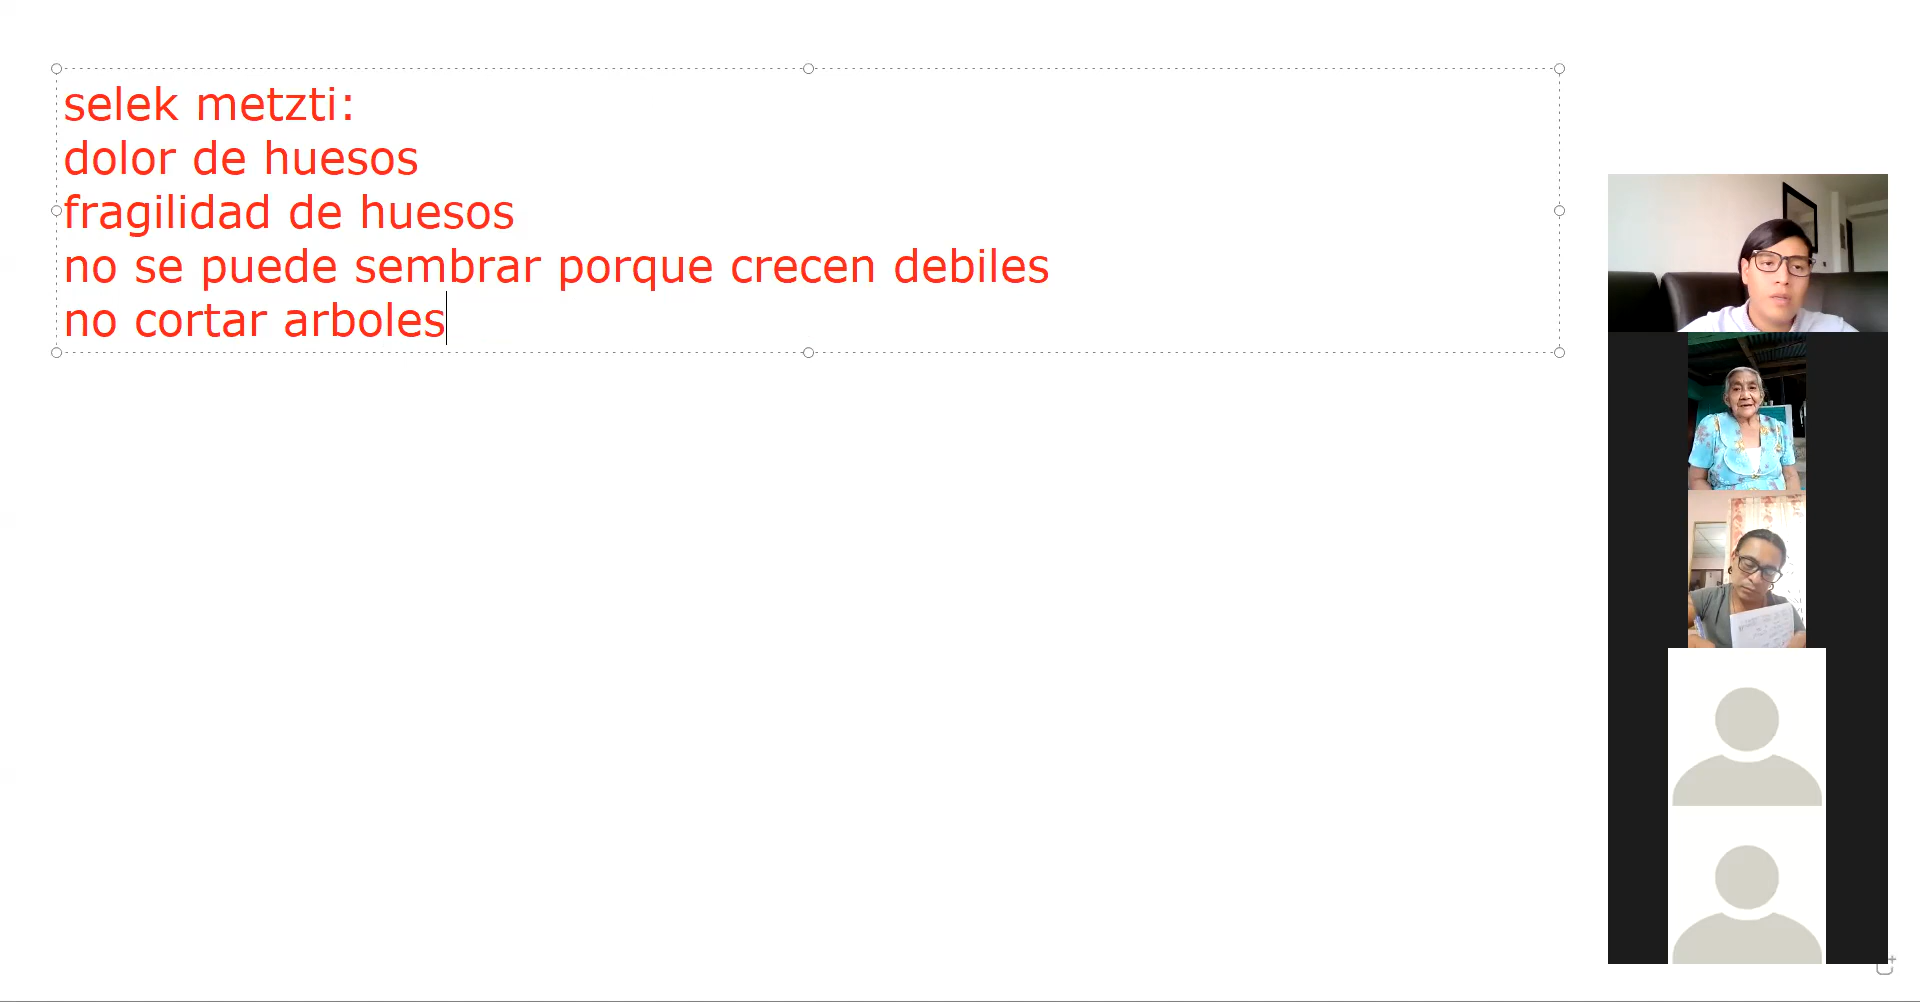 selek metzti:
dolor de huesos
fragilidad de huesos
no se puede sembrar porque crecen debiles
no cortar arboles